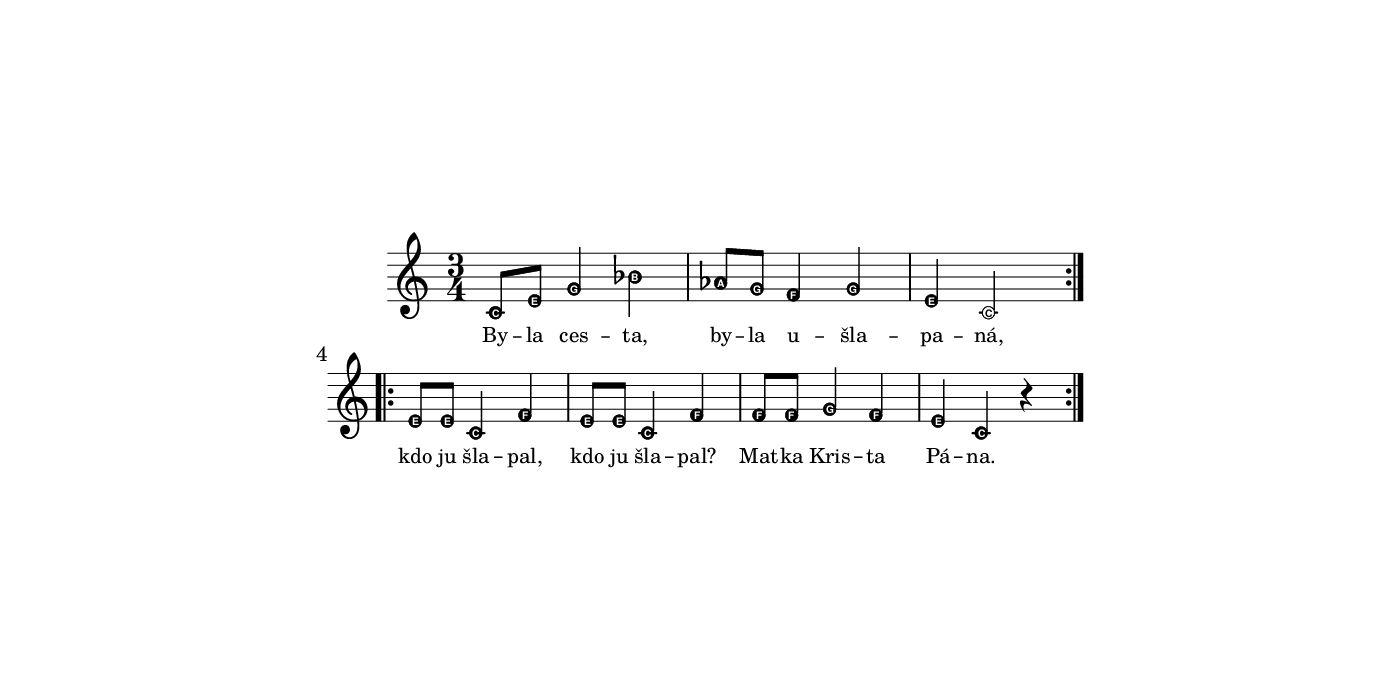 3
4
C E G B A G F G E C
By – la ces – ta, by – la u – šla – pa – ná,
4
E E C F E E C F F F G F E C
kdo ju šla – pal, kdo ju šla – pal? Mat – ka Kris – ta Pá – na.